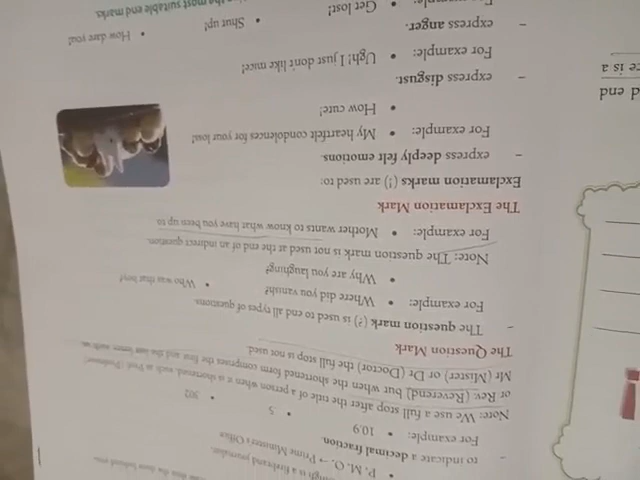 P. M. O. → Prime Minister's Office
- to indicate a decimal fraction.
For example: • 10.9 • 5 • 302
Note: We use a full stop after the title of a person when it is shortened, such as Prof. (Professor)
or Rev. (Reverend) but when the shortened form comprises the first and the last letter such as
Mr (Mister) or Dr (Doctor) the full stop is not used.
The Question Mark
- The question mark (?) is used to end all types of questions.
For example: • Where did you vanish? • Who was that boy?
• Why are you laughing?
Note: The question mark is not used at the end of an indirect question.
For example: • Mother wants to know what have you been up to.
The Exclamation Mark
Exclamation marks (!) are used to:
- express deeply felt emotions.
For example: • My heartfelt condolences for your loss!
• How cute!
- express disgust.
For example: • Ugh! I just don't like mice!
- express anger.
• Get lost! • Shut up! • How dare you!
the most suitable end marks.
is a
end